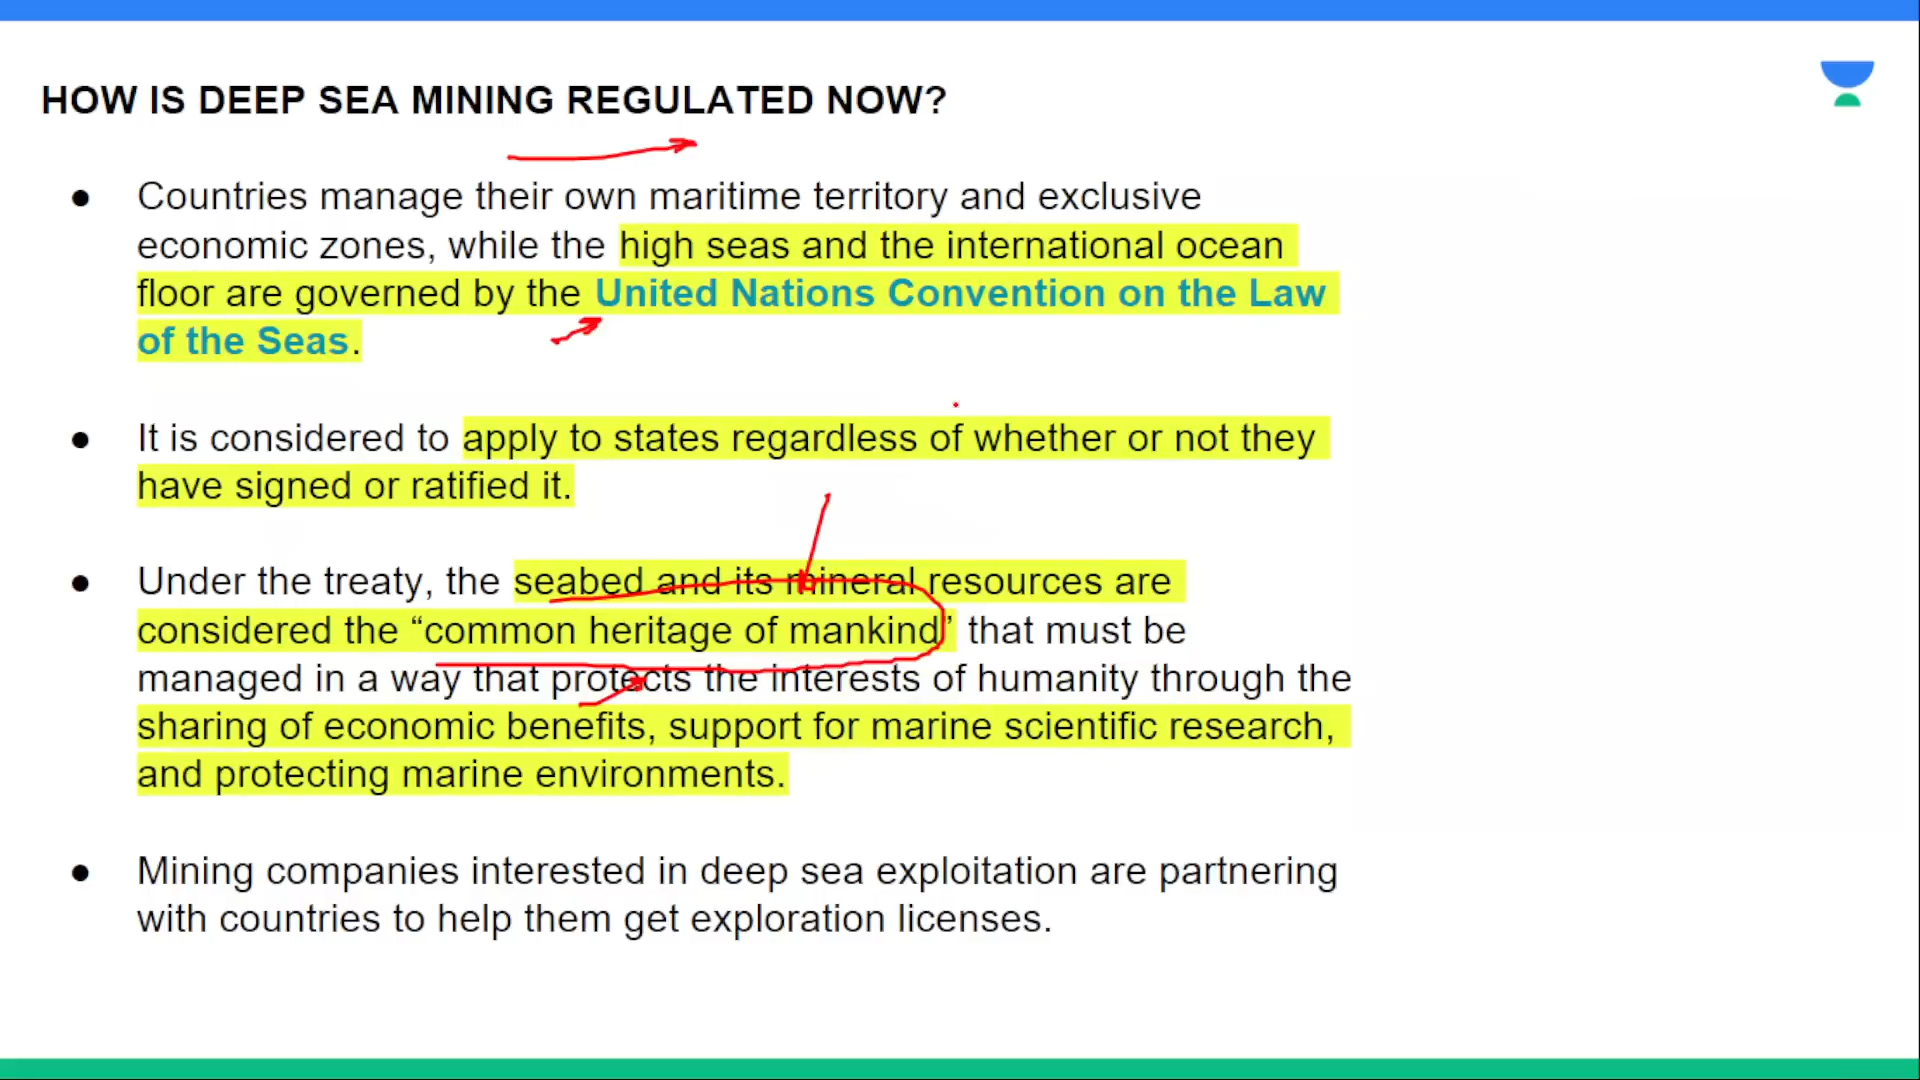 HOW IS DEEP SEA MINING REGULATED NOW?
● Countries manage their own maritime territory and exclusive
economic zones, while the high seas and the international ocean
floor are governed by the United Nations Convention on the Law
of the Seas.
● It is considered to apply to states regardless of whether or not they
have signed or ratified it.
● Under the treaty, the seabed and its mineral resources are
considered the “common heritage of mankind” that must be
managed in a way that protects the interests of humanity through the
sharing of economic benefits, support for marine scientific research,
and protecting marine environments.
● Mining companies interested in deep sea exploitation are partnering
with countries to help them get exploration licenses.